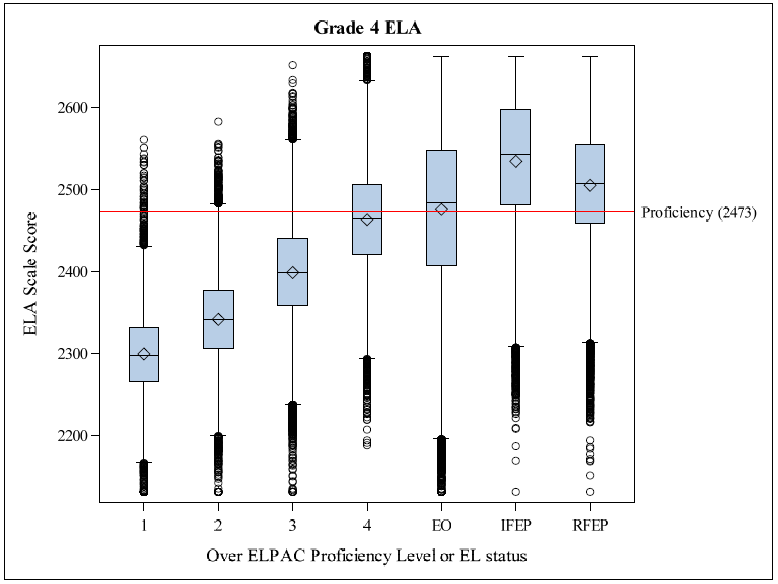 Grade 4 ELA
2600
2500
2400
2300
2200
ELA Scale Score
Proficiency (2473)
1 2 3 4 EO IFEP RFEP
Over ELPAC Proficiency Level or EL status